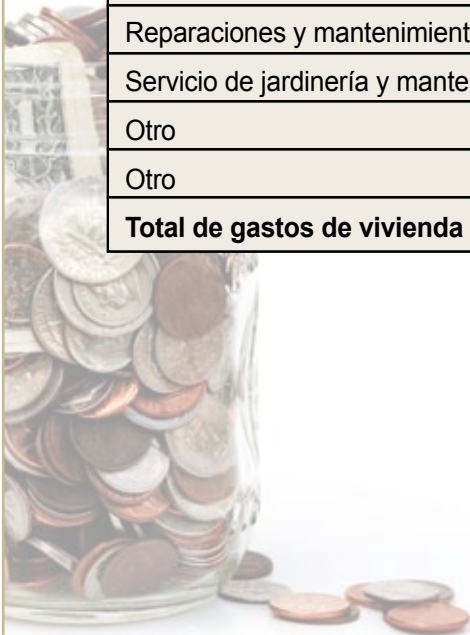 Reparaciones y mantenimient
Servicio de jardinería y mante
Otro
Otro
Total de gastos de vivienda